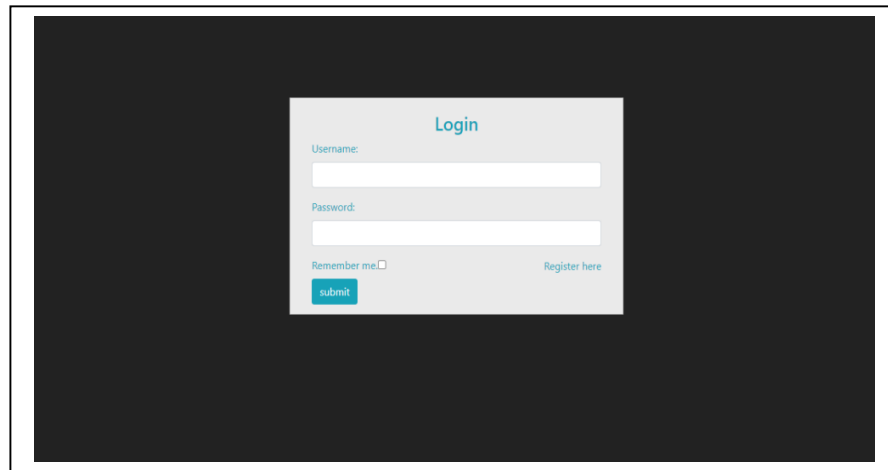 Login
Username:
Password:
Remember me. Register here
submit